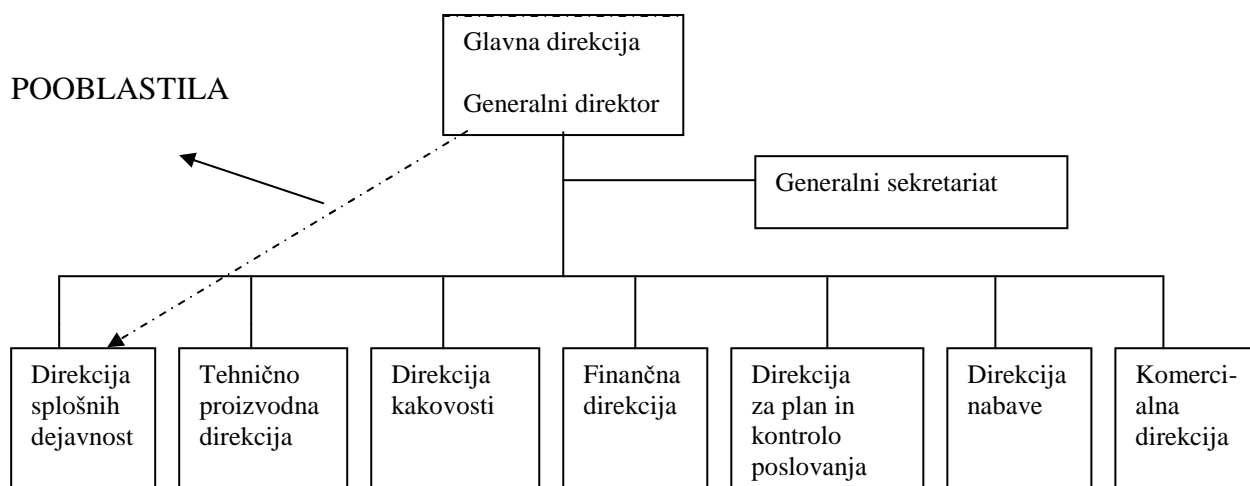 Glavna direkcija
Generalni direktor
POOBLASTILA
Generalni sekretariat
Direkcija
splošnih
dejavnost
Tehnično
proizvodna
direkcija
Direkcija
kakovosti
Finančna
direkcija
Direkcija
za plan in
kontrolo
poslovanja
Direkcija
nabave
Komerci-
alna
direkcija